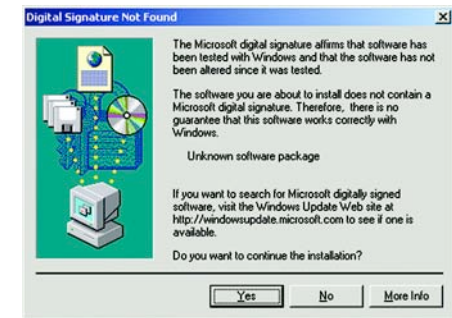 Digital Signature Not Found
The Microsoft digital signature affirms that software has
been tested with Windows and that the software has not
been altered since it was tested.
The software you are about to install does not contain a
Microsoft digital signature. Therefore, there is no
guarantee that this software works correctly with
Windows.
Unknown software package
If you want to search for Microsoft digitally signed
software, visit the Windows Update Web site at
http://windowsupdate.microsoft.com to see if one is
available.
Do you want to continue the installation?
Yes No More Info